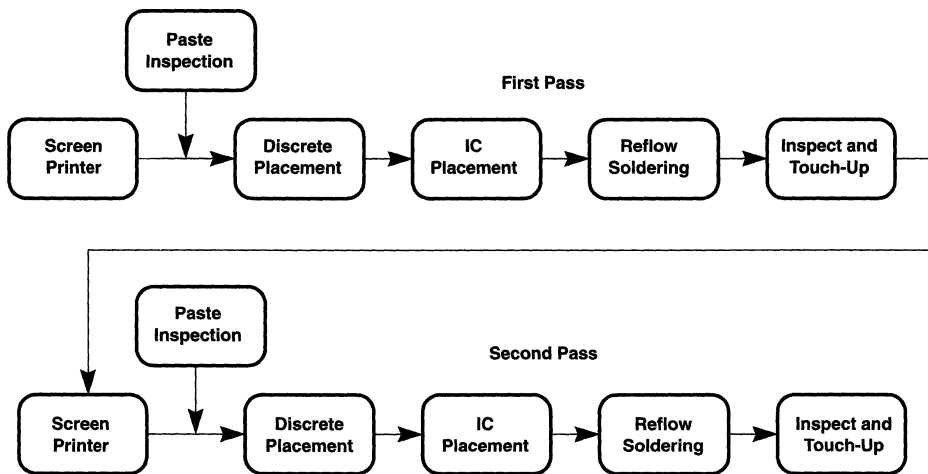 Paste
Inspection
First Pass
Screen
Printer
Discrete
Placement
IC
Placement
Reflow
Soldering
Inspect and
Touch-Up
Paste
Inspection
Second Pass
Screen
Printer
Discrete
Placement
IC
Placement
Reflow
Soldering
Inspect and
Touch-Up